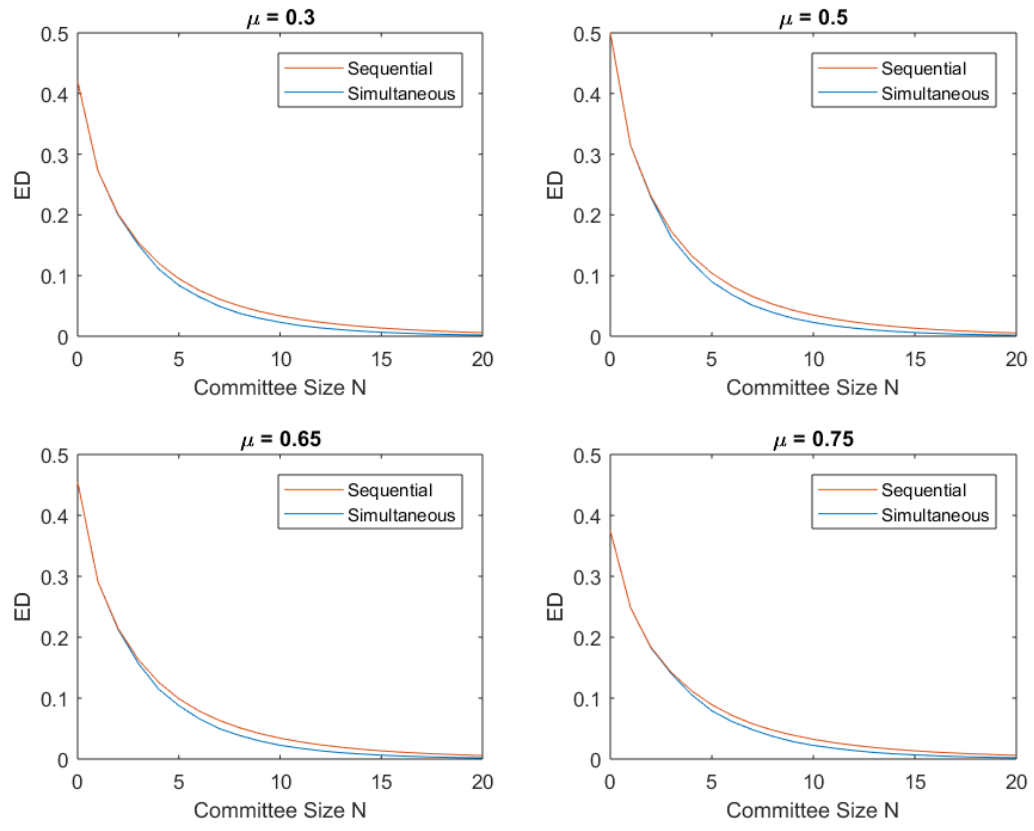 μ = 0.3
0.5
0.4
0.3
0.2
0.1
0
ED
Sequential
Simultaneous
0 5 10 15 20
Committee Size N
μ = 0.5
0.5
0.4
0.3
0.2
0.1
0
ED
Sequential
Simultaneous
0 5 10 15 20
Committee Size N
μ = 0.65
0.5
0.4
0.3
0.2
0.1
0
ED
Sequential
Simultaneous
0 5 10 15 20
Committee Size N
μ = 0.75
0.5
0.4
0.3
0.2
0.1
0
ED
Sequential
Simultaneous
0 5 10 15 20
Committee Size N